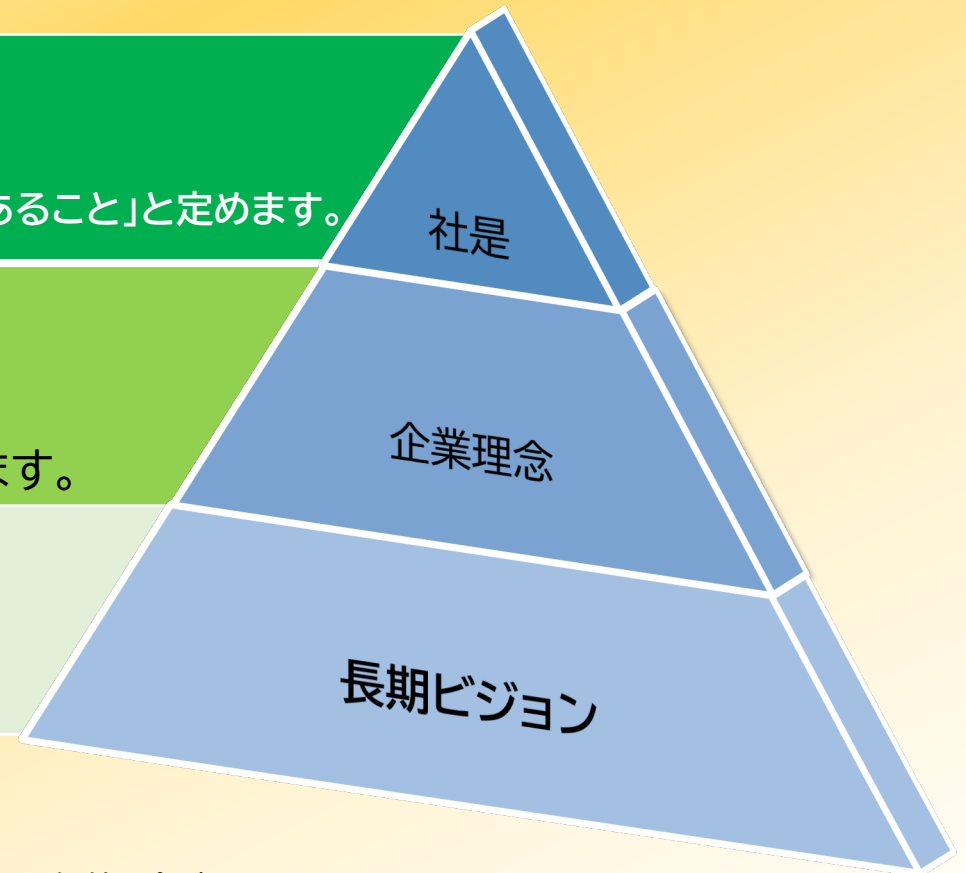 あること」と定めます。
社是
企業理念
ます。
長期ビジョン